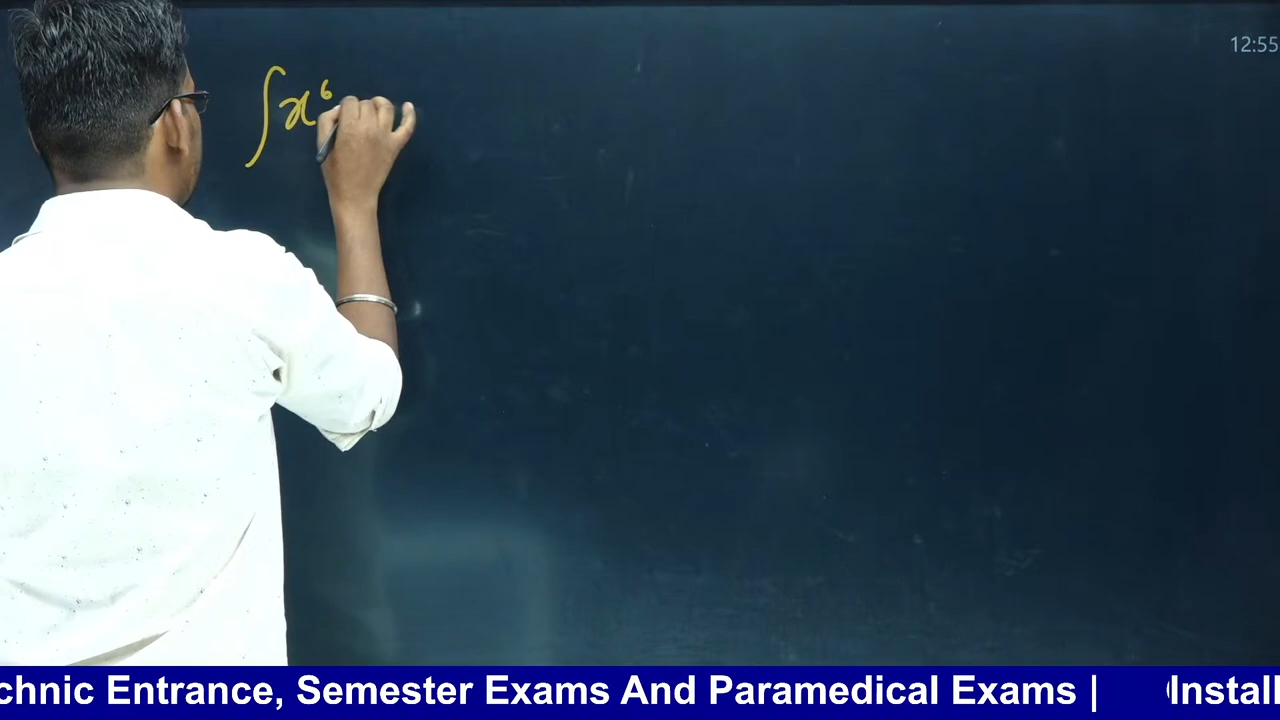 12:55
∫x⁶
chnic Entrance, Semester Exams And Paramedical Exams | Install